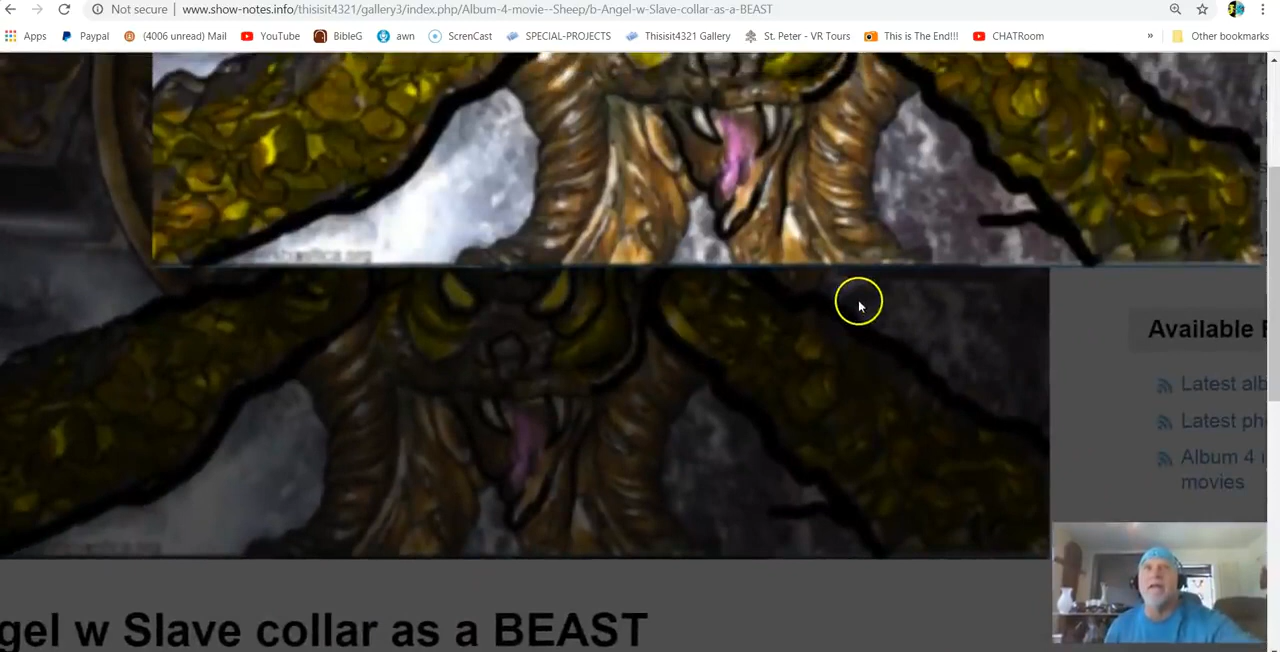 Not secure | www.show-notes.info/thisisit4321/gallery3/index.php/Album-4-movie--Sheep/b-Angel-w-Slave-collar-as-a-BEAST
Apps Paypal (4006 unread) Mail YouTube BibleG awn ScrenCast SPECIAL-PROJECTS Thisisit4321 Gallery St. Peter - VR Tours This is The End!!! CHATRoom » Other bookmarks
Available
Latest alb
Latest ph
Album 4 i
movies
gel w Slave collar as a BEAST